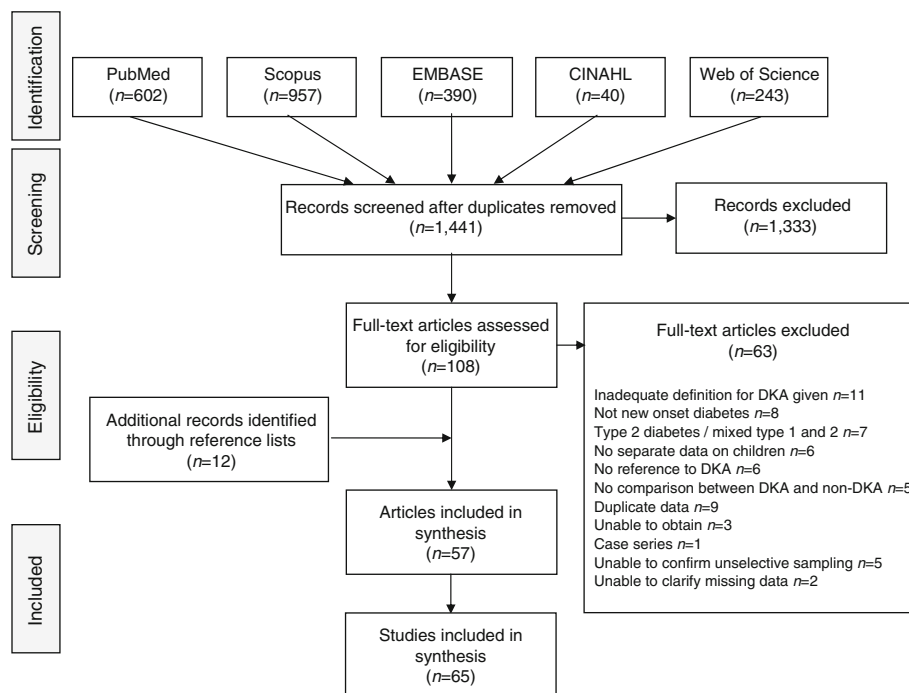 Identification
PubMed
(n=602)
Scopus
(n=957)
EMBASE
(n=390)
CINAHL
(n=40)
Web of Science
(n=243)
Screening
Records screened after duplicates removed
(n=1,441)
Records excluded
(n=1,333)
Eligibility
Full-text articles assessed
for eligibility
(n=108)
Full-text articles excluded
(n=63)
Inadequate definition for DKA given n=11
Not new onset diabetes n=8
Type 2 diabetes / mixed type 1 and 2 n=7
No separate data on children n=6
No reference to DKA n=6
No comparison between DKA and non-DKA n=5
Duplicate data n=9
Unable to obtain n=3
Case series n=1
Unable to confirm unselective sampling n=5
Unable to clarify missing data n=2
Additional records identified
through reference lists
(n=12)
Included
Articles included in
synthesis
(n=57)
Studies included in
synthesis
(n=65)